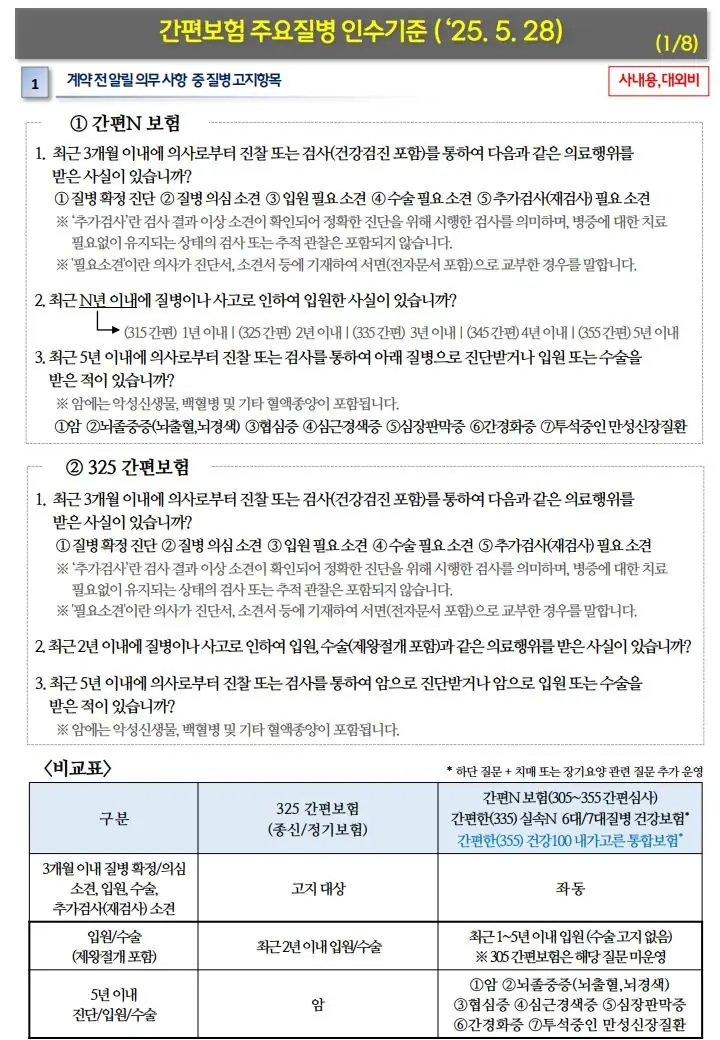 간편보험 주요질병 인수기준 ( ‘25. 5. 28)
(1/8)
1 계약 전 알릴 의무 사항 중 질병 고지항목
사내용,대외비
① 간편N 보험
1. 최근 3개월 이내에 의사로부터 진찰 또는 검사(건강검진 포함)를 통하여 다음과 같은 의료행위를
받은 사실이 있습니까?
① 질병 확정 진단 ② 질병 의심 소견 ③ 입원 필요 소견 ④ 수술 필요 소견 ⑤ 추가검사(재검사) 필요 소견
※ ‘추가검사’란 검사 결과 이상 소견이 확인되어 정확한 진단을 위해 시행한 검사를 의미하며, 병증에 대한 치료
필요없이 유지되는 상태의 검사 또는 추적 관찰은 포함되지 않습니다.
※ '필요소견'이란 의사가 진단서, 소견서 등에 기재하여 서면(전자문서 포함)으로 교부한 경우를 말합니다.
2. 최근 N년 이내에 질병이나 사고로 인하여 입원한 사실이 있습니까?
(315 간편) 1년 이내 | (325 간편) 2년 이내 | (335 간편) 3년 이내 | (345 간편) 4년 이내 | (355 간편) 5년 이내
3. 최근 5년 이내에 의사로부터 진찰 또는 검사를 통하여 아래 질병으로 진단받거나 입원 또는 수술을
받은 적이 있습니까?
※ 암에는 악성신생물, 백혈병 및 기타 혈액종양이 포함됩니다.
①암 ②뇌졸중증(뇌출혈,뇌경색) ③협심증 ④심근경색증 ⑤심장판막증 ⑥간경화증 ⑦투석중인 만성신장질환
② 325 간편보험
1. 최근 3개월 이내에 의사로부터 진찰 또는 검사(건강검진 포함)를 통하여 다음과 같은 의료행위를
받은 사실이 있습니까?
① 질병 확정 진단 ② 질병 의심 소견 ③ 입원 필요 소견 ④ 수술 필요 소견 ⑤ 추가검사(재검사) 필요 소견
※ ‘추가검사’란 검사 결과 이상 소견이 확인되어 정확한 진단을 위해 시행한 검사를 의미하며, 병증에 대한 치료
필요없이 유지되는 상태의 검사 또는 추적 관찰은 포함되지 않습니다.
※ '필요소견'이란 의사가 진단서, 소견서 등에 기재하여 서면(전자문서 포함)으로 교부한 경우를 말합니다.
2. 최근 2년 이내에 질병이나 사고로 인하여 입원, 수술(제왕절개 포함)과 같은 의료행위를 받은 사실이 있습니까?
3. 최근 5년 이내에 의사로부터 진찰 또는 검사를 통하여 암으로 진단받거나 암으로 입원 또는 수술을
받은 적이 있습니까?
※ 암에는 악성신생물, 백혈병 및 기타 혈액종양이 포함됩니다.
〈비교표〉
* 하단 질문 + 치매 또는 장기요양 관련 질문 추가 운영
구분
325 간편보험
(종신/정기보험)
간편N 보험(305~355 간편심사)
간편한(335) 실속N 6대/7대질병 건강보험*
간편한(355) 건강100 내가고른 통합보험*
3개월 이내 질병 확정/의심
소견, 입원, 수술,
추가검사(재검사) 소견
고지 대상
좌동
입원/수술
(제왕절개 포함)
최근 2년 이내 입원/수술
최근 1~5년 이내 입원 (수술 고지 없음)
※ 305 간편보험은 해당 질문 미운영
5년 이내
진단/입원/수술
암
①암 ②뇌졸중증(뇌출혈,뇌경색)
③협심증 ④심근경색증 ⑤심장판막증
⑥간경화증 ⑦투석중인 만성신장질환